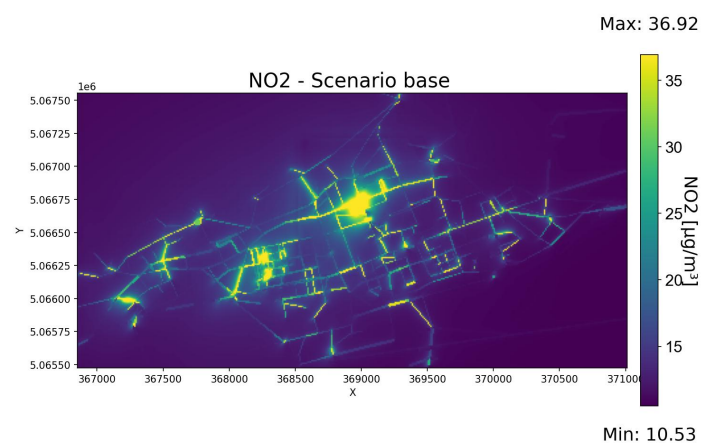 Max: 36.92
NO2 - Scenario base
1e6
5.06750
5.06725
5.06700
5.06675
5.06650
5.06625
5.06600
5.06575
5.06550
Y
367000 367500 368000 368500 369000 369500 370000 370500 371000
X
35
30
25
20
15
NO2 [µg/m³]
Min: 10.53